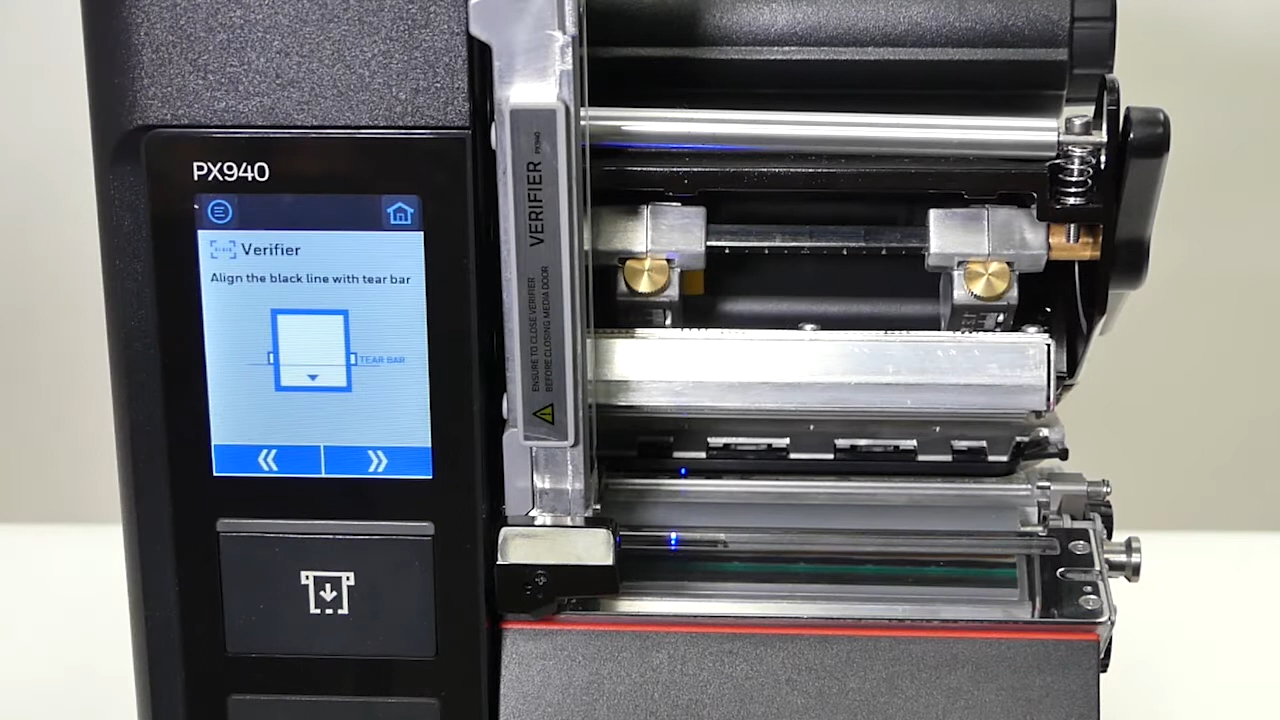 PX940
Verifier
Align the black line with tear bar
TEAR BAR
VERIFIER PX940
ENSURE TO CLOSE VERIFIER
BEFORE CLOSING MEDIA DOOR